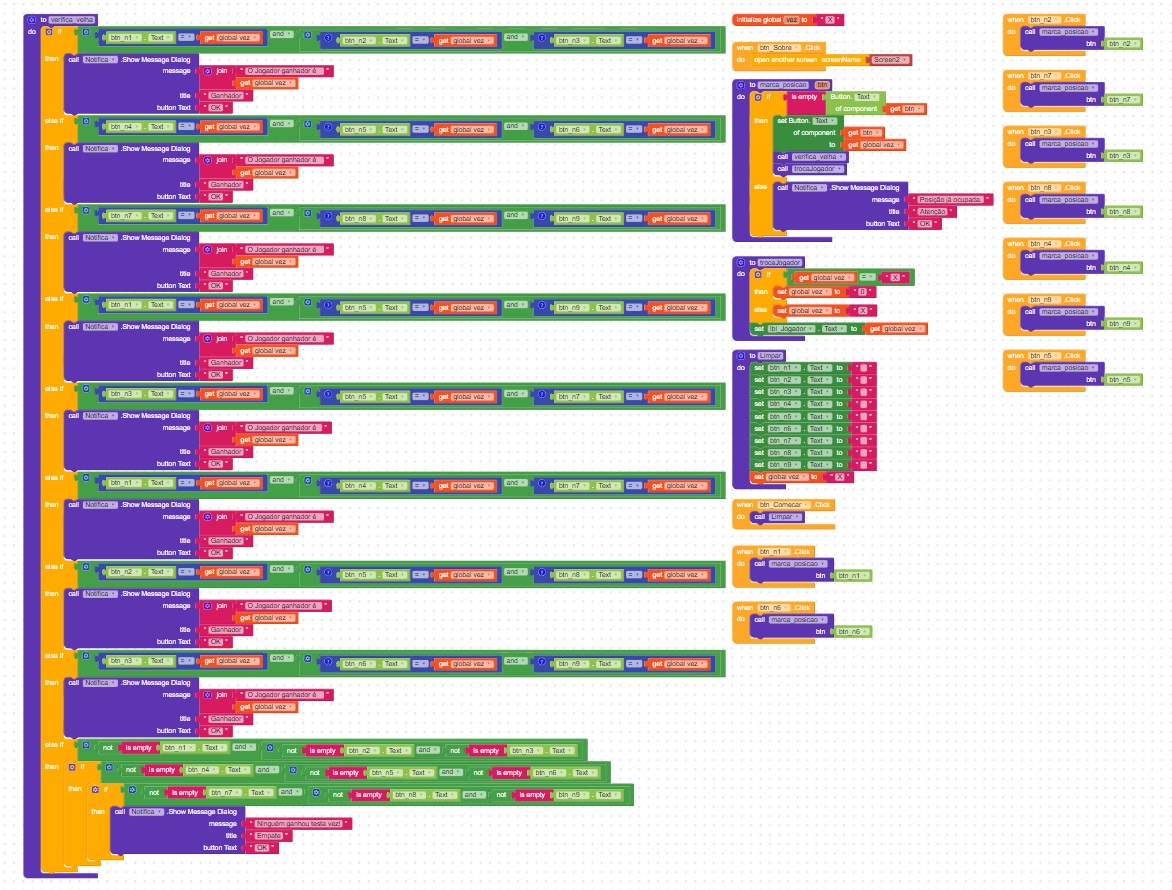 to verifica_velha
do if btn_n1 . Text = get global vez and btn_n2 . Text = get global vez and btn_n3 . Text = get global vez
then call Notifica .Show Message Dialog
message join " O Jogador ganhador é "
get global vez
title " Ganhador "
button Text " OK "
else if btn_n4 . Text = get global vez and btn_n5 . Text = get global vez and btn_n6 . Text = get global vez
then call Notifica .Show Message Dialog
message join " O Jogador ganhador é "
get global vez
title " Ganhador "
button Text " OK "
else if btn_n7 . Text = get global vez and btn_n8 . Text = get global vez and btn_n9 . Text = get global vez
then call Notifica .Show Message Dialog
message join " O Jogador ganhador é "
get global vez
title " Ganhador "
button Text " OK "
else if btn_n1 . Text = get global vez and btn_n5 . Text = get global vez and btn_n9 . Text = get global vez
then call Notifica .Show Message Dialog
message join " O Jogador ganhador é "
get global vez
title " Ganhador "
button Text " OK "
else if btn_n3 . Text = get global vez and btn_n5 . Text = get global vez and btn_n7 . Text = get global vez
then call Notifica .Show Message Dialog
message join " O Jogador ganhador é "
get global vez
title " Ganhador "
button Text " OK "
else if btn_n1 . Text = get global vez and btn_n4 . Text = get global vez and btn_n7 . Text = get global vez
then call Notifica .Show Message Dialog
message join " O Jogador ganhador é "
get global vez
title " Ganhador "
button Text " OK "
else if btn_n2 . Text = get global vez and btn_n5 . Text = get global vez and btn_n8 . Text = get global vez
then call Notifica .Show Message Dialog
message join " O Jogador ganhador é "
get global vez
title " Ganhador "
button Text " OK "
else if btn_n3 . Text = get global vez and btn_n6 . Text = get global vez and btn_n9 . Text = get global vez
then call Notifica .Show Message Dialog
message join " O Jogador ganhador é "
get global vez
title " Ganhador "
button Text " OK "
else if not is empty btn_n1 . Text and not is empty btn_n2 . Text and not is empty btn_n3 . Text
then if not is empty btn_n4 . Text and not is empty btn_n5 . Text and not is empty btn_n6 . Text
then if not is empty btn_n7 . Text and not is empty btn_n8 . Text and not is empty btn_n9 . Text
then call Notifica .Show Message Dialog
message " Ninguém ganhou testa vez! "
title " Empate "
button Text " OK "
initialize global vez to " X "
when btn_Sobre .Click
do open another screen screenName Screen2
to marca_posicao btn
do if is empty Button. Text
of component get btn
then set Button. Text
of component get btn
to get global vez
call verifica_velha
call trocaJogador
else call Notifica .Show Message Dialog
message " Posição já ocupada. "
title " Atenção "
button Text " OK "
to trocaJogador
do if get global vez = " X "
then set global vez to " 0 "
else set global vez to " X "
set lbl_Jogador . Text to get global vez
to Limpar
do set btn_n1 . Text to " "
set btn_n2 . Text to " "
set btn_n3 . Text to " "
set btn_n4 . Text to " "
set btn_n5 . Text to " "
set btn_n6 . Text to " "
set btn_n7 . Text to " "
set btn_n8 . Text to " "
set btn_n9 . Text to " "
set global vez to " X "
when btn_Comecar .Click
do call Limpar
when btn_n1 .Click
do call marca_posicao
btn btn_n1
when btn_n6 .Click
do call marca_posicao
btn btn_n6
when btn_n2 .Click
do call marca_posicao
btn btn_n2
when btn_n7 .Click
do call marca_posicao
btn btn_n7
when btn_n3 .Click
do call marca_posicao
btn btn_n3
when btn_n8 .Click
do call marca_posicao
btn btn_n8
when btn_n4 .Click
do call marca_posicao
btn btn_n4
when btn_n9 .Click
do call marca_posicao
btn btn_n9
when btn_n5 .Click
do call marca_posicao
btn btn_n5